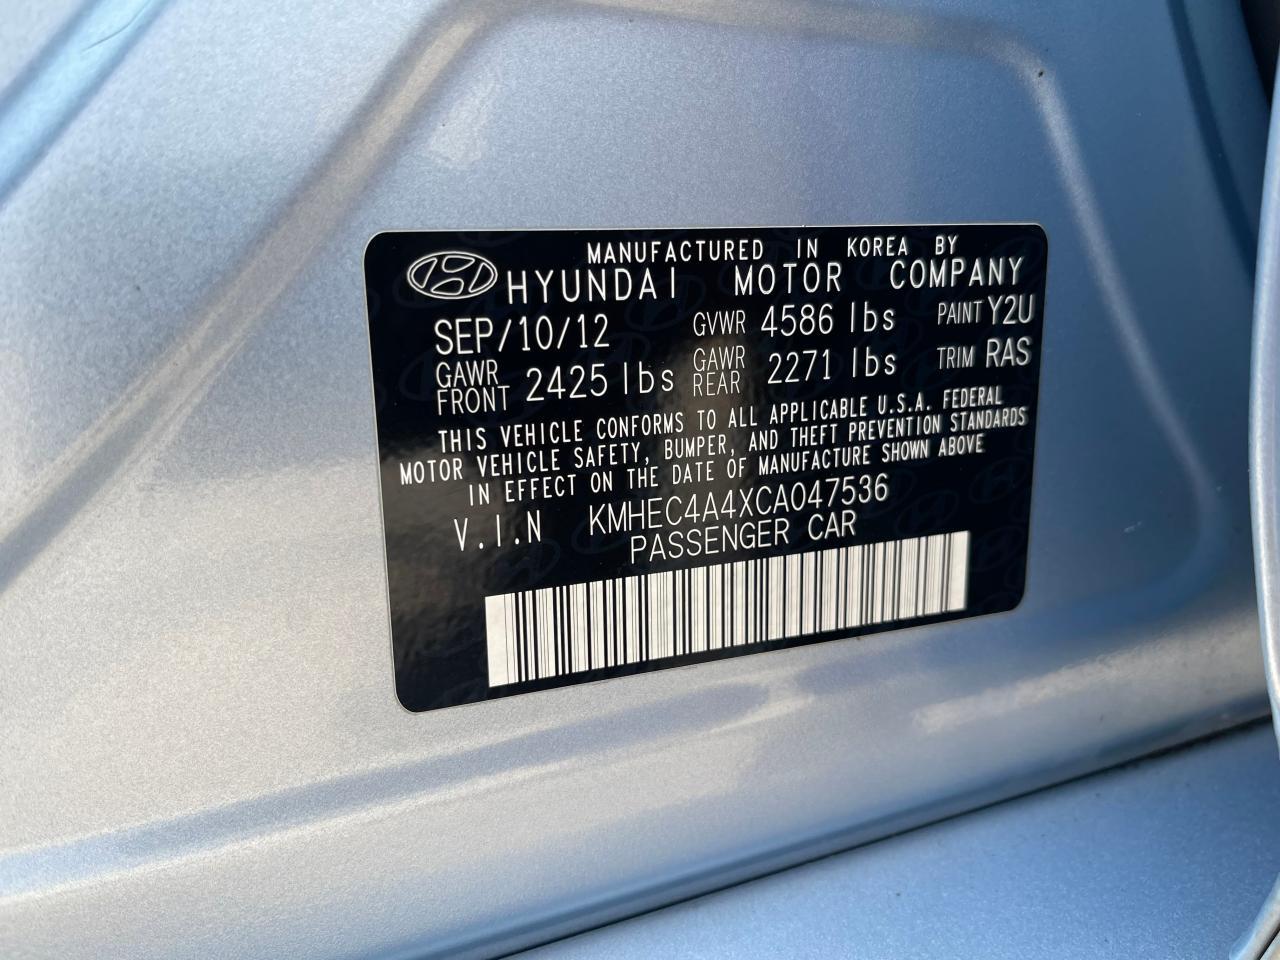 MANUFACTURED IN KOREA BY
HYUNDAI MOTOR COMPANY
SEP/10/12 GVWR 4586 lbs PAINT Y2U
GAWR FRONT 2425 lbs GAWR REAR 2271 lbs TRIM RAS
THIS VEHICLE CONFORMS TO ALL APPLICABLE U.S.A. FEDERAL
MOTOR VEHICLE SAFETY, BUMPER, AND THEFT PREVENTION STANDARDS
IN EFFECT ON THE DATE OF MANUFACTURE SHOWN ABOVE
V.I.N KMHEC4A4XCA047536
PASSENGER CAR